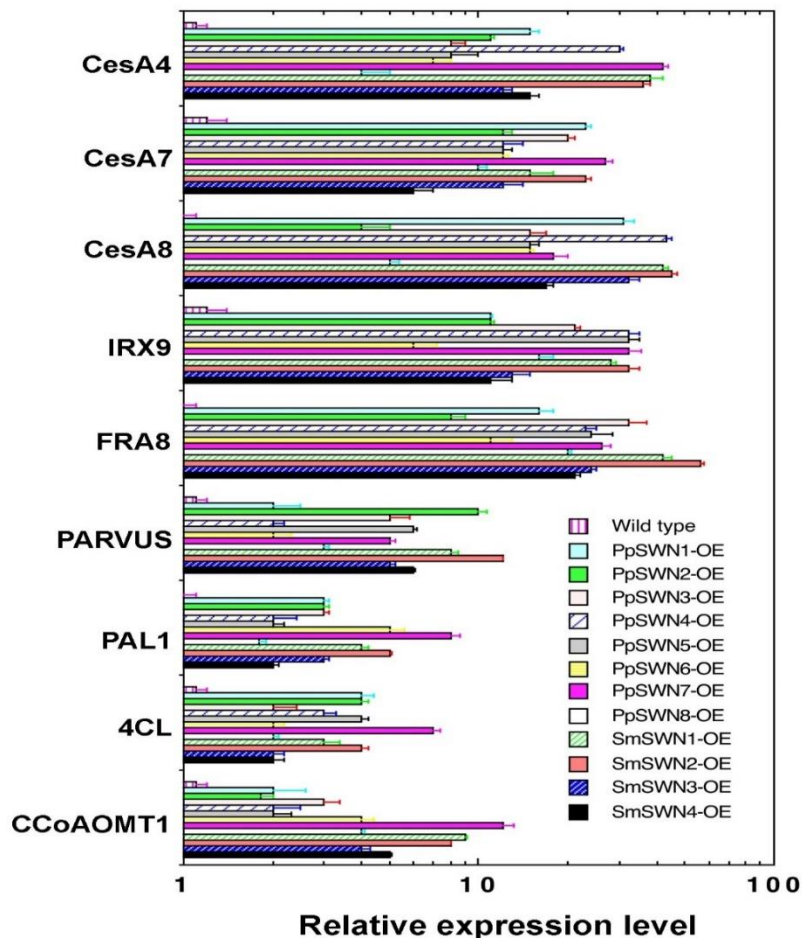 CesA4
CesA7
CesA8
IRX9
FRA8
PARVUS
PAL1
4CL
CCoAOMT1
Wild type
PpSWN1-OE
PpSWN2-OE
PpSWN3-OE
PpSWN4-OE
PpSWN5-OE
PpSWN6-OE
PpSWN7-OE
PpSWN8-OE
SmSWN1-OE
SmSWN2-OE
SmSWN3-OE
SmSWN4-OE
1 10 100
Relative expression level